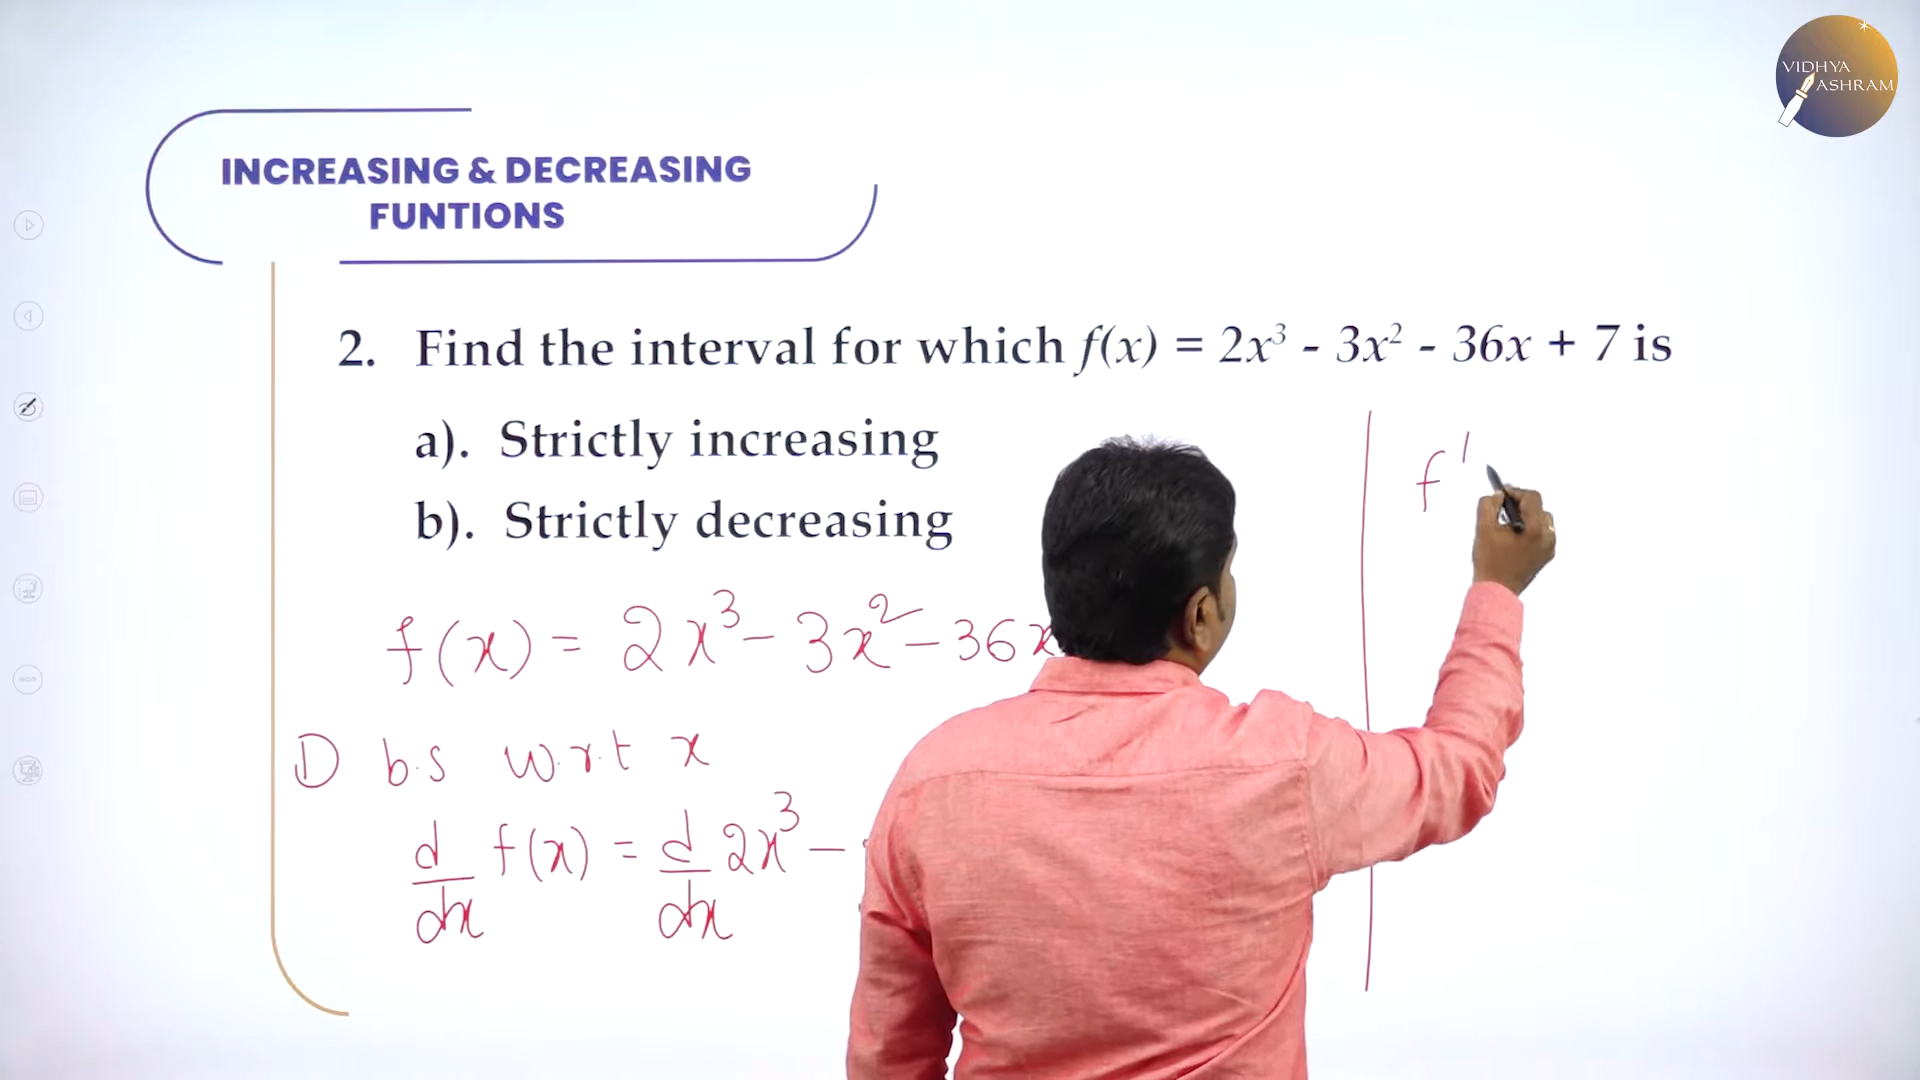 VIDHYA
ASHRAM
INCREASING & DECREASING
FUNTIONS
2. Find the interval for which f(x) = 2x³ - 3x² - 36x + 7 is
a). Strictly increasing
b). Strictly decreasing
f(x) = 2x³ - 3x² - 36x
D b.s w.r.t x
d/dx f(x) = d/dx 2x³ -
f'